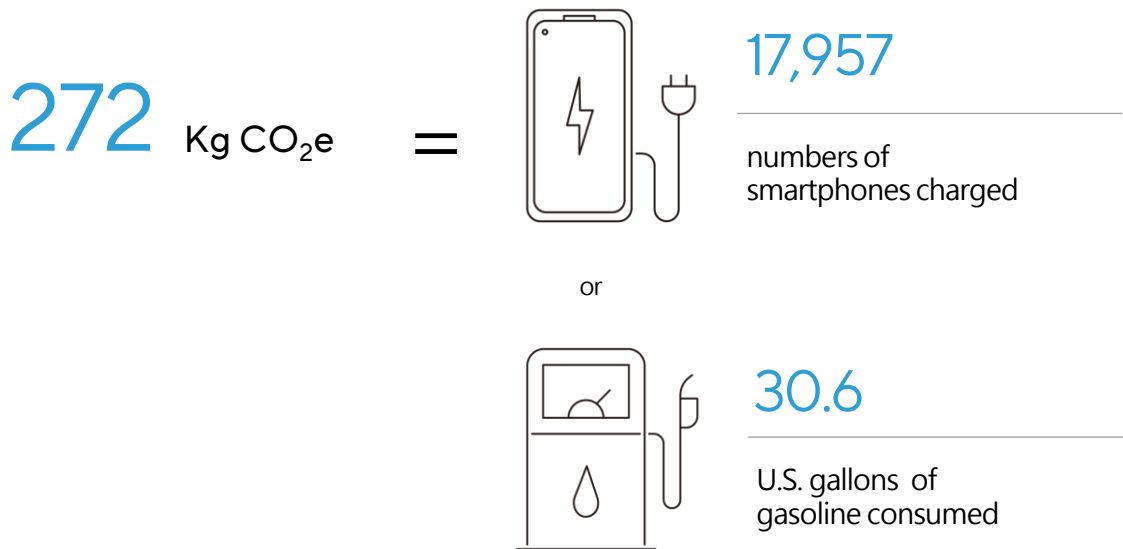 272 Kg CO₂e =
17,957
numbers of
smartphones charged
or
30.6
U.S. gallons of
gasoline consumed